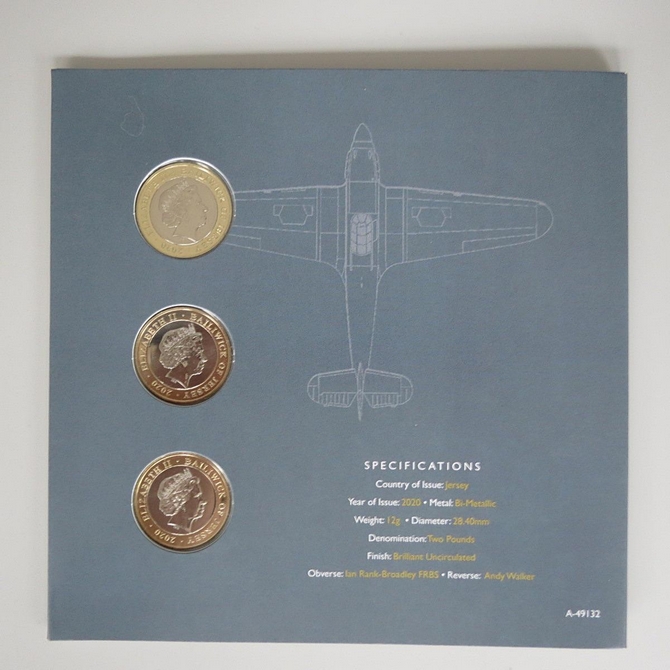 ELIZABETH II • BAILIWICK OF JERSEY • 2020 •
ELIZABETH II • BAILIWICK OF JERSEY • 2020 •
SPECIFICATIONS
Country of Issue: Jersey
Year of Issue: 2020 • Metal: Bi-Metallic
Weight: 12g • Diameter: 28.40mm
Denomination: Two Pounds
Finish: Brilliant Uncirculated
Obverse: Ian Rank-Broadley FRBS • Reverse: Andy Walker
A-49132